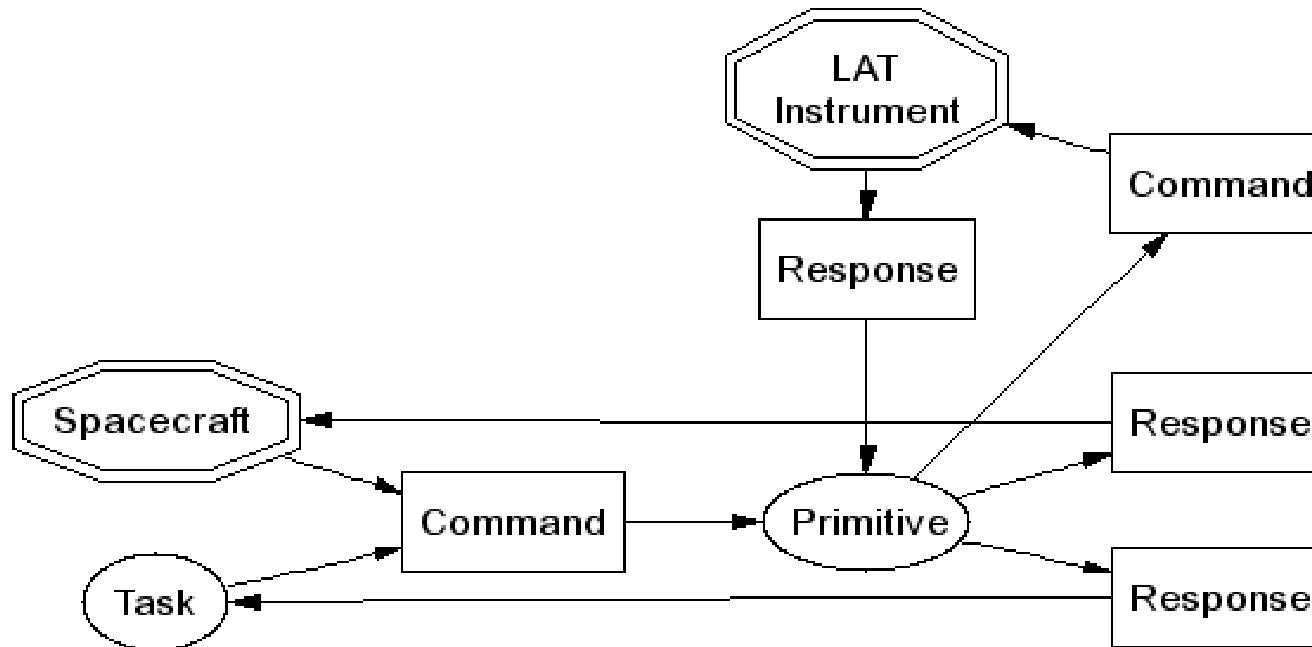 LAT
Instrument
Command
Response
Spacecraft
Response
Command
Primitive
Task
Response